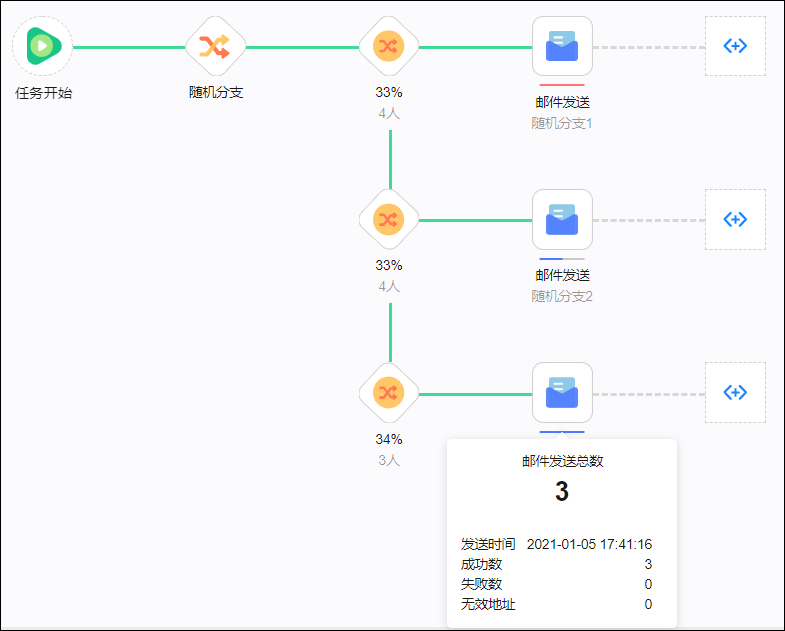 任务开始
随机分支
33%
4人
邮件发送
随机分支1
33%
4人
邮件发送
随机分支2
34%
3人
邮件发送总数
3
发送时间 2021-01-05 17:41:16
成功数 3
失败数 0
无效地址 0